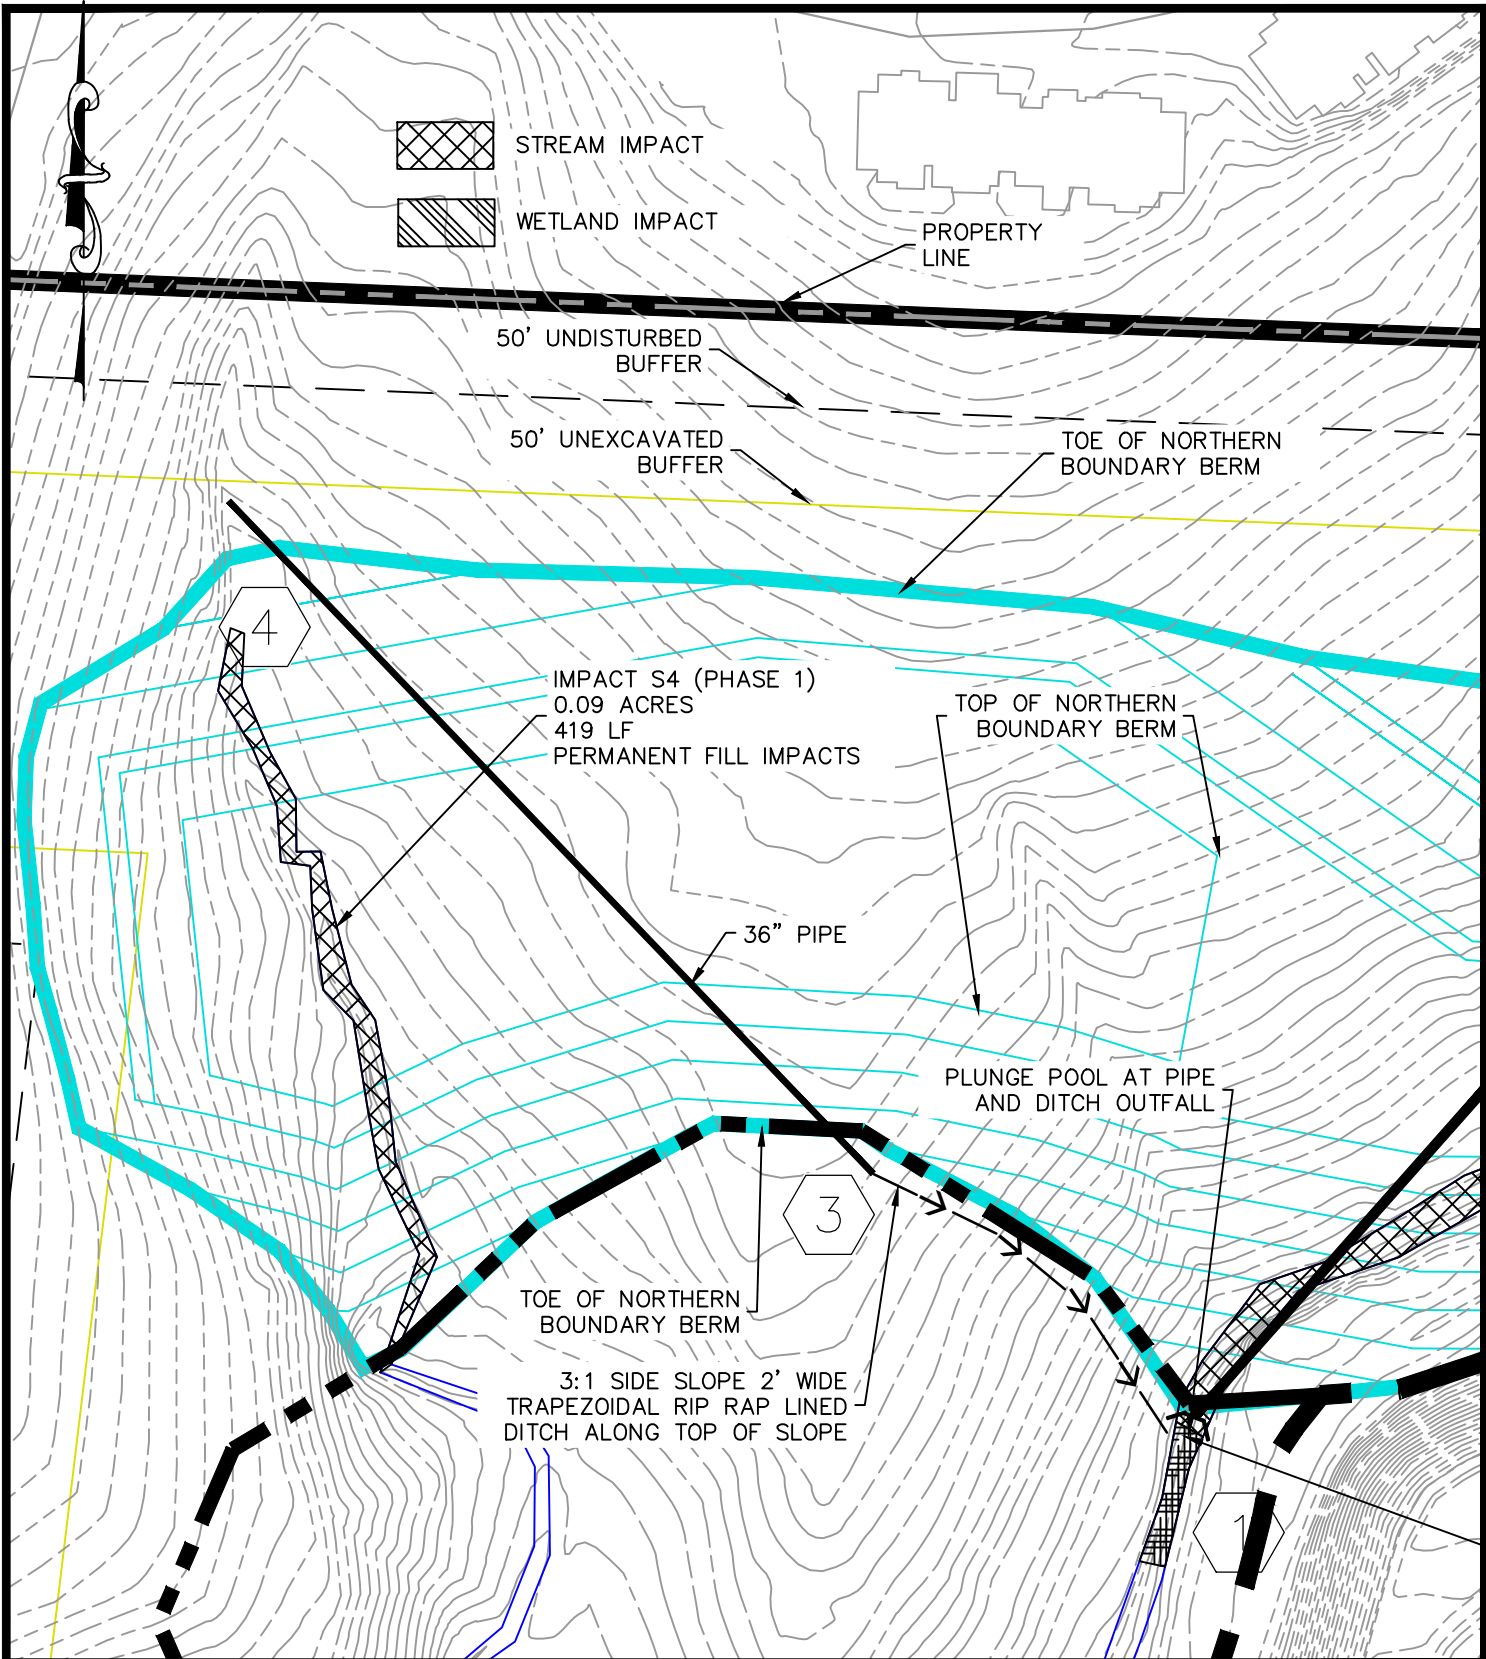 STREAM IMPACT
WETLAND IMPACT
PROPERTY
LINE
50' UNDISTURBED
BUFFER
50' UNEXCAVATED
BUFFER
TOE OF NORTHERN
BOUNDARY BERM
4
IMPACT S4 (PHASE 1)
0.09 ACRES
419 LF
PERMANENT FILL IMPACTS
TOP OF NORTHERN
BOUNDARY BERM
36" PIPE
PLUNGE POOL AT PIPE
AND DITCH OUTFALL
3
TOE OF NORTHERN
BOUNDARY BERM
3:1 SIDE SLOPE 2' WIDE
TRAPEZOIDAL RIP RAP LINED
DITCH ALONG TOP OF SLOPE
1